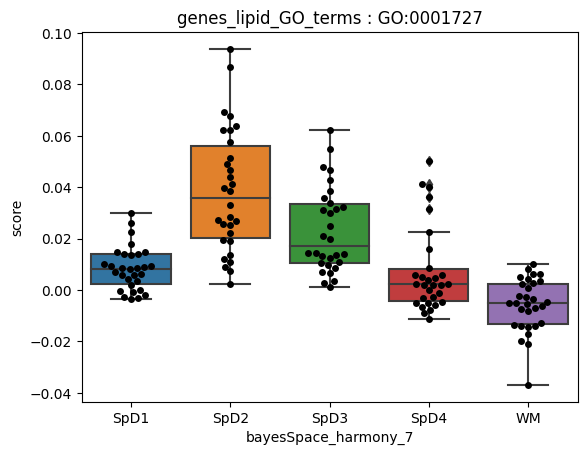 genes_lipid_GO_terms : GO:0001727
0.10
0.08
0.06
0.04
0.02
0.00
−0.02
−0.04
score
SpD1 SpD2 SpD3 SpD4 WM
bayesSpace_harmony_7